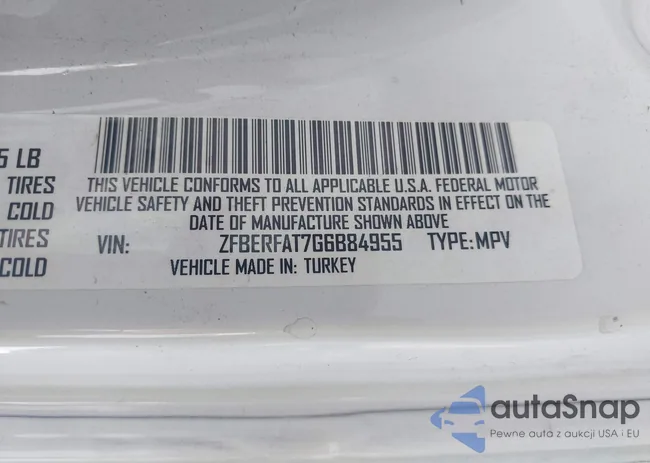 5 LB
TIRES
COLD
TIRES
COLD
THIS VEHICLE CONFORMS TO ALL APPLICABLE U.S.A. FEDERAL MOTOR
VEHICLE SAFETY AND THEFT PREVENTION STANDARDS IN EFFECT ON THE
DATE OF MANUFACTURE SHOWN ABOVE
VIN: ZFBERFAT7G6B84955 TYPE: MPV
VEHICLE MADE IN: TURKEY
autaSnap
Pewne auta z aukcji USA i EU